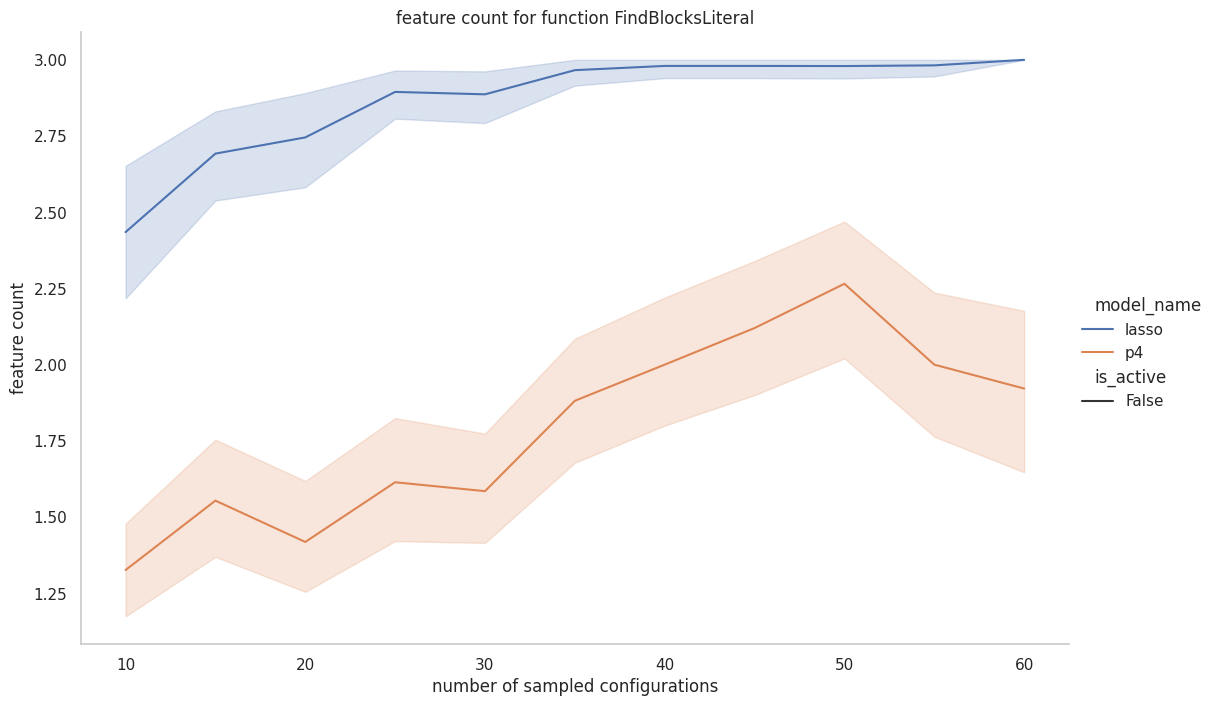 feature count for function FindBlocksLiteral
feature count
3.00
2.75
2.50
2.25
2.00
1.75
1.50
1.25
10 20 30 40 50 60
number of sampled configurations
model_name
lasso
p4
is_active
False